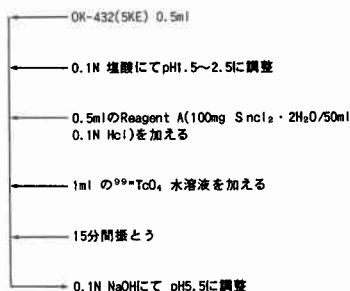 OK-432(5KE) 0.5ml
0.1N 塩酸にてpH1.5～2.5に調整
0.5mlのReagent A(100mg Sncl₂・2H₂O/50ml
0.1N Hcl)を加える
1ml の⁹⁹ᵐTcO₄ 水溶液を加える
15分間振とう
0.1N NaOHにて pH5.5に調整